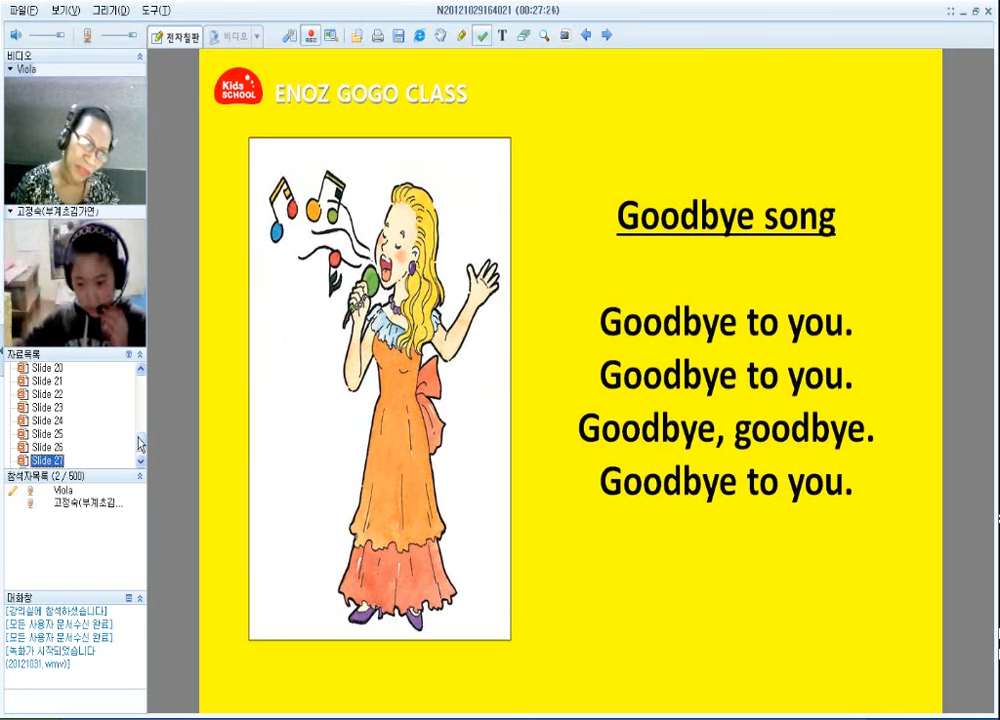 파일(F) 보기(V) 그리기(D) 도구(T)
N20121029164021 (00:27:26)
전자칠판 비디오
비디오
Viola
고정숙(부계초김가연)
자료목록
Slide 20
Slide 21
Slide 22
Slide 23
Slide 24
Slide 25
Slide 26
Slide 27
참석자목록 (2 / 500)
Viola
고정숙(부계초김...
대화창
[강의실에 참석하셨습니다]
[모든 사용자 문서수신 완료]
[모든 사용자 문서수신 완료]
[녹화가 시작되었습니다
(20121031.wmv)]
Kids
SCHOOL
ENOZ GOGO CLASS
Goodbye song
Goodbye to you.
Goodbye to you.
Goodbye, goodbye.
Goodbye to you.